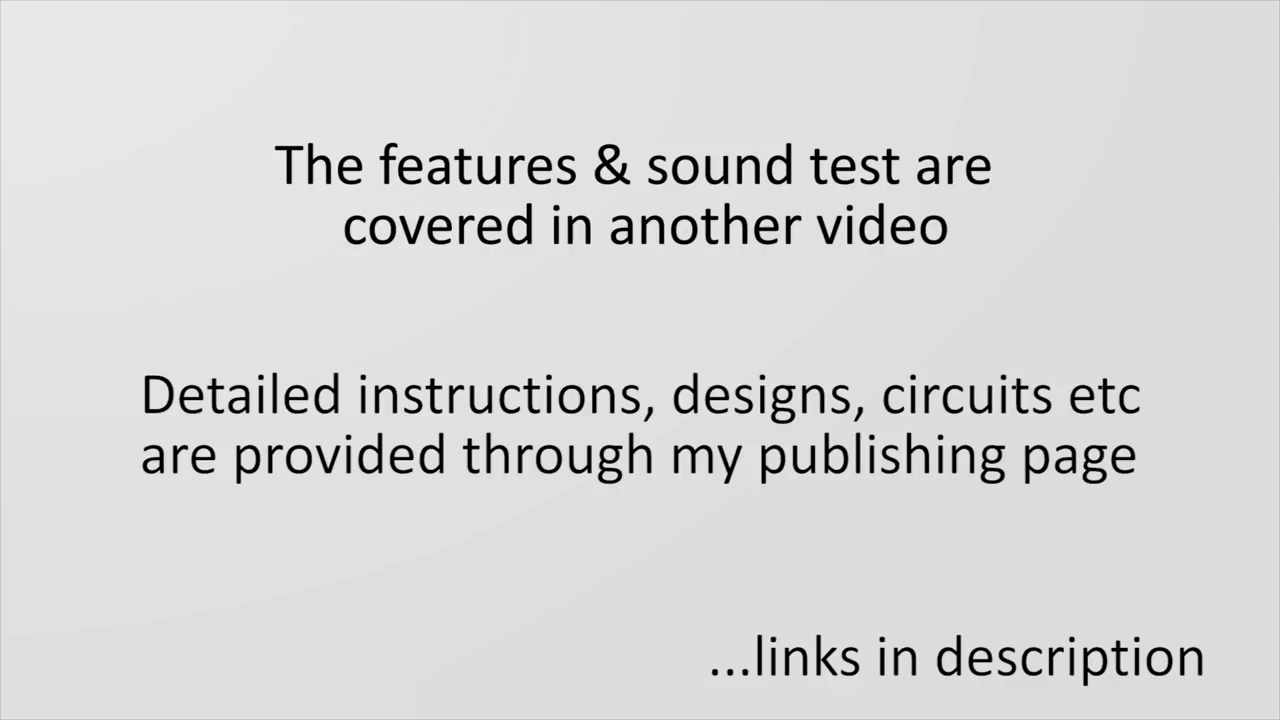 The features & sound test are
covered in another video
Detailed instructions, designs, circuits etc
are provided through my publishing page
...links in description